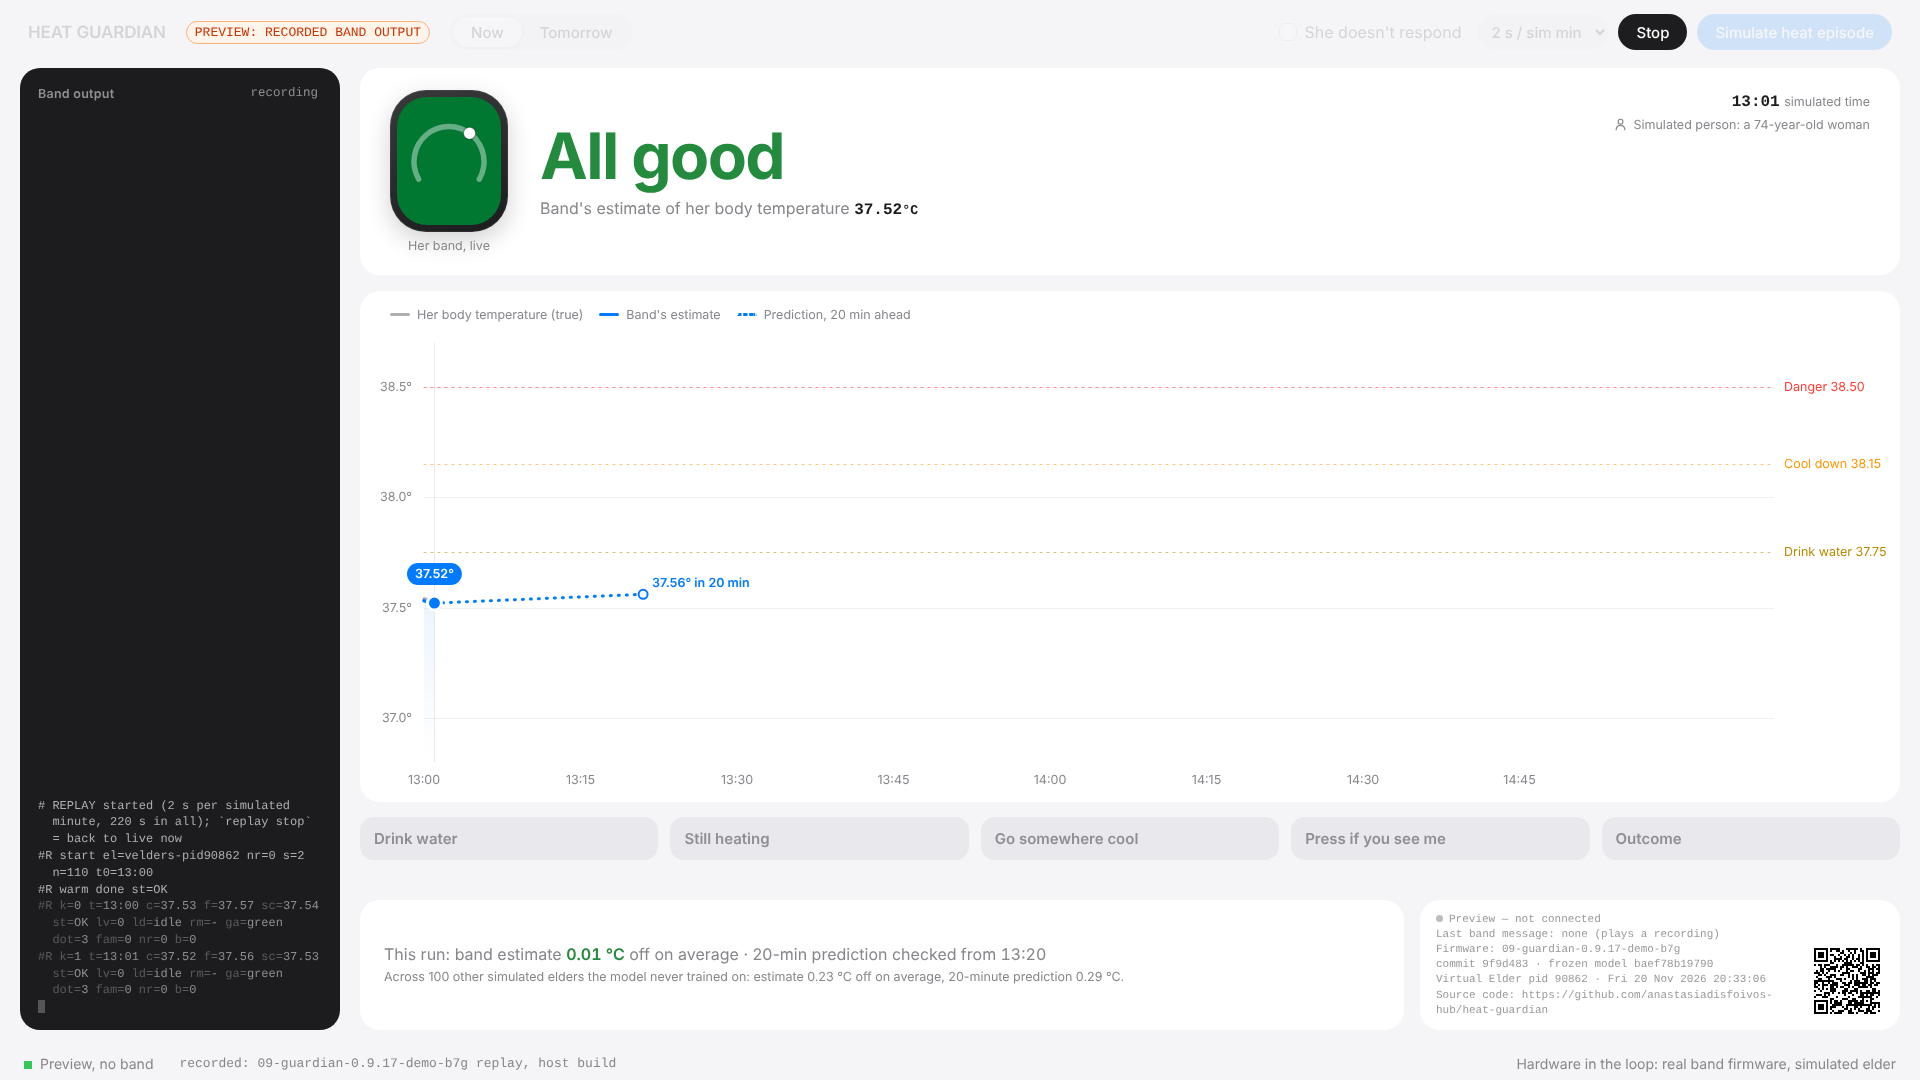 HEAT GUARDIAN
PREVIEW: RECORDED BAND OUTPUT
Now
Tomorrow
She doesn't respond
2 s / sim min
Stop
Simulate heat episode
Band output
recording
# REPLAY started (2 s per simulated
minute, 220 s in all); `replay stop`
= back to live now
#R start el=velders-pid90862 nr=0 s=2
n=110 t0=13:00
#R warm done st=OK
#R k=0 t=13:00 c=37.53 f=37.57 sc=37.54
st=OK lv=0 ld=idle rm=- ga=green
dot=3 fam=0 nr=0 b=0
#R k=1 t=13:01 c=37.52 f=37.56 sc=37.53
st=OK lv=0 ld=idle rm=- ga=green
dot=3 fam=0 nr=0 b=0
Her band, live
All good
Band's estimate of her body temperature 37.52°C
13:01 simulated time
Simulated person: a 74-year-old woman
Her body temperature (true)
Band's estimate
Prediction, 20 min ahead
38.5°
Danger 38.50
Cool down 38.15
38.0°
Drink water 37.75
37.52°
37.56° in 20 min
37.5°
37.0°
13:00
13:15
13:30
13:45
14:00
14:15
14:30
14:45
Drink water
Still heating
Go somewhere cool
Press if you see me
Outcome
This run: band estimate 0.01 °C off on average · 20-min prediction checked from 13:20
Across 100 other simulated elders the model never trained on: estimate 0.23 °C off on average, 20-minute prediction 0.29 °C.
Preview — not connected
Last band message: none (plays a recording)
Firmware: 09-guardian-0.9.17-demo-b7g
commit 9f9d483 · frozen model baef78b19790
Virtual Elder pid 90862 · Fri 20 Nov 2026 20:33:06
Source code: https://github.com/anastasiadisfoivos-
hub/heat-guardian
Preview, no band
recorded: 09-guardian-0.9.17-demo-b7g replay, host build
Hardware in the loop: real band firmware, simulated elder